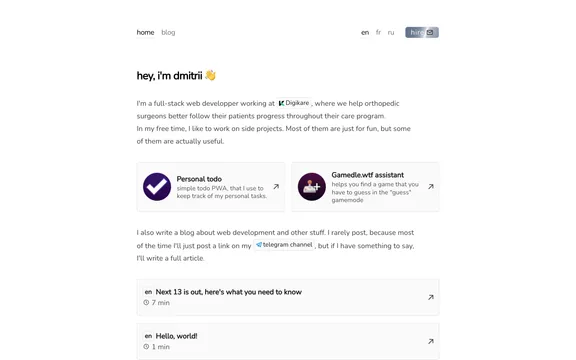 home blog en fr ru hire
hey, i'm dmitrii 👋
I'm a full-stack web developper working at Digikare, where we help orthopedic
surgeons better follow their patients progress throughout their care program.
In my free time, I like to work on side projects. Most of them are just for fun, but some
of them are actually useful.
Personal todo
simple todo PWA, that I use to
keep track of my personal tasks.
Gamedle.wtf assistant
helps you find a game that you
have to guess in the "guess"
gamemode
I also write a blog about web development and other stuff. I rarely post, because most
of the time I'll just post a link on my telegram channel, but if I have something to say,
I'll write a full article.
en Next 13 is out, here's what you need to know
7 min
en Hello, world!
1 min